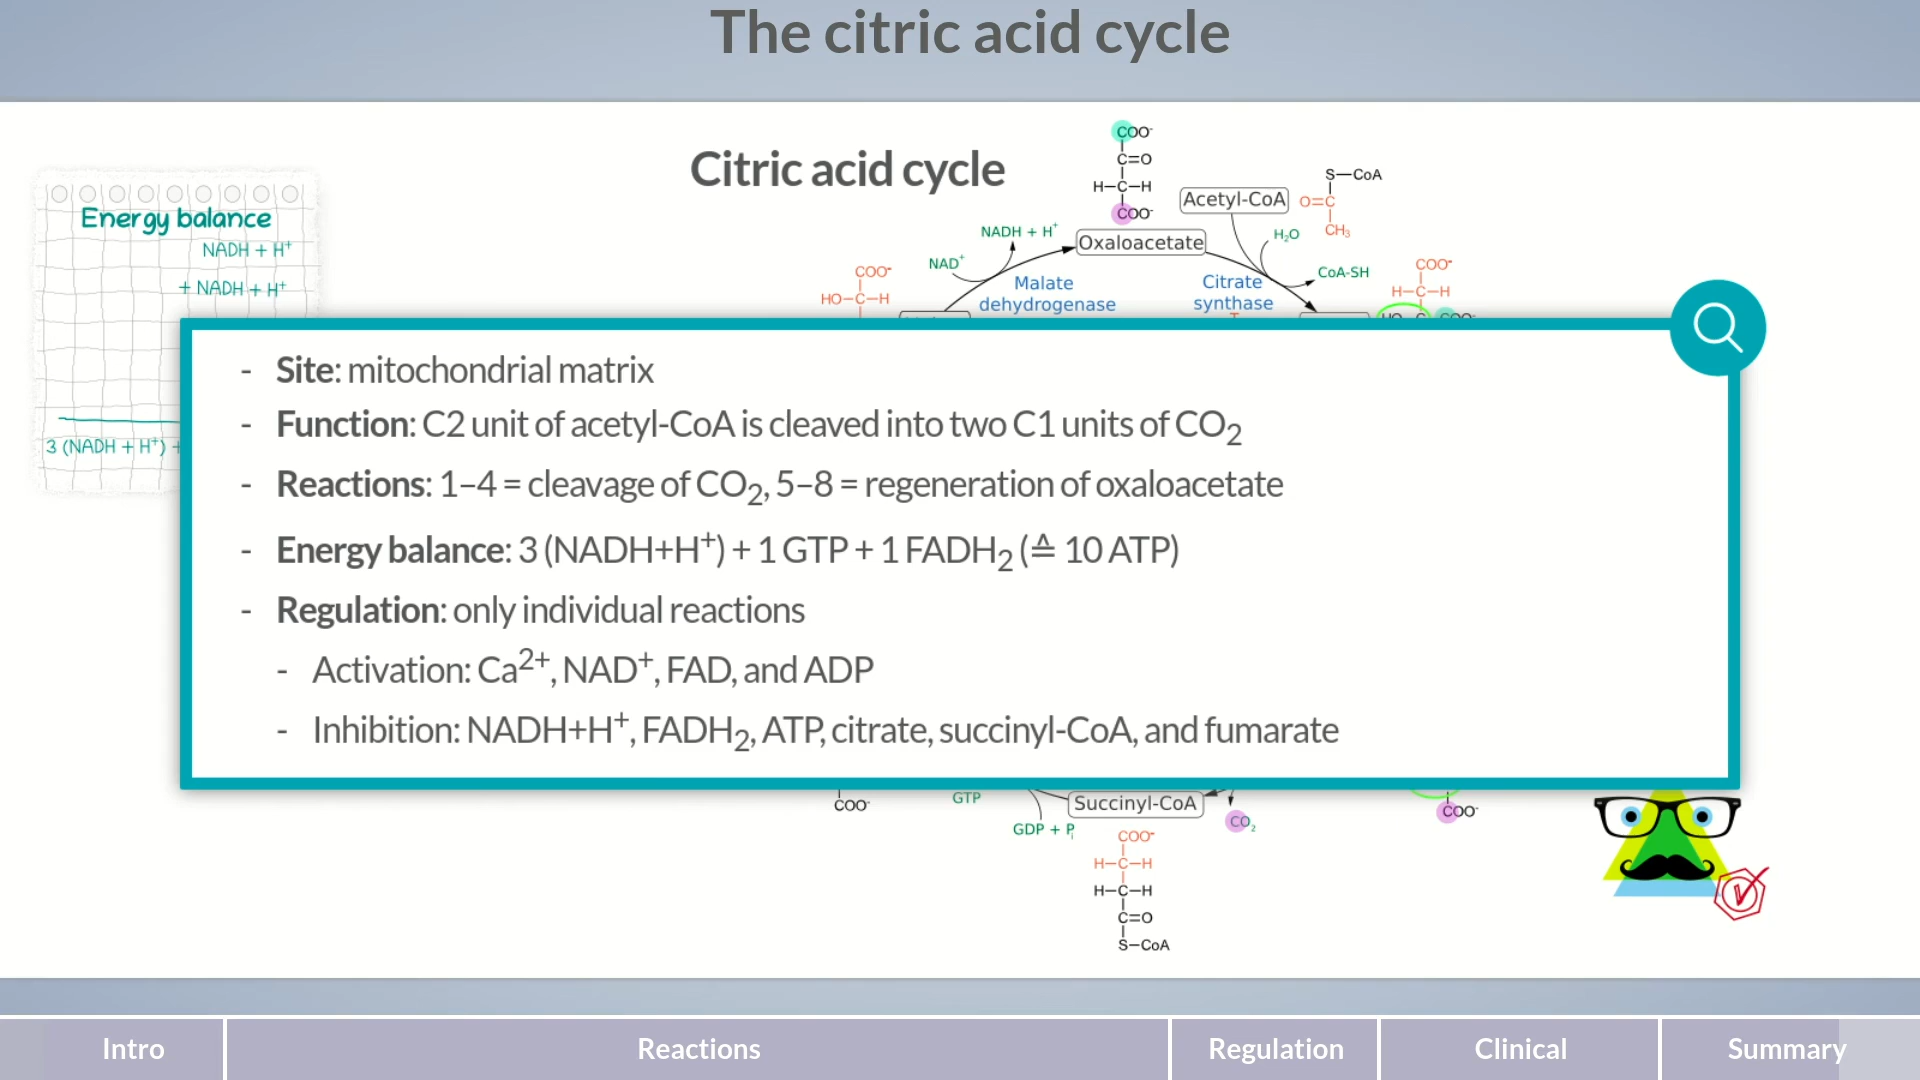 The citric acid cycle
Citric acid cycle
Energy balance
NADH + H⁺
+ NADH + H⁺
3 (NADH + H⁺) +
COO⁻
C=O
H–C–H
COO⁻
Acetyl-CoA
S–CoA
O=C
CH₃
NADH + H⁺
Oxaloacetate
H₂O
NAD⁺
CoA-SH
Malate
dehydrogenase
Citrate
synthase
COO⁻
HO–C–H
COO⁻
H–C–H
HO C COO⁻
- Site: mitochondrial matrix
- Function: C2 unit of acetyl-CoA is cleaved into two C1 units of CO₂
- Reactions: 1–4 = cleavage of CO₂, 5–8 = regeneration of oxaloacetate
- Energy balance: 3 (NADH+H⁺) + 1 GTP + 1 FADH₂ (≙ 10 ATP)
- Regulation: only individual reactions
- Activation: Ca²⁺, NAD⁺, FAD, and ADP
- Inhibition: NADH+H⁺, FADH₂, ATP, citrate, succinyl-CoA, and fumarate
COO⁻
GTP
Succinyl-CoA
GDP + Pᵢ
CO₂
COO⁻
COO⁻
H–C–H
H–C–H
C=O
S–CoA
Intro
Reactions
Regulation
Clinical
Summary